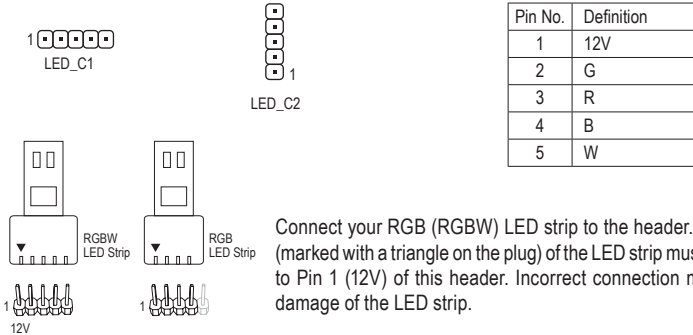 1
LED_C1
1
LED_C2
Pin No. Definition
1 12V
2 G
3 R
4 B
5 W
RGBW
LED Strip
RGB
LED Strip
1
12V
1
Connect your RGB (RGBW) LED strip to the header.
(marked with a triangle on the plug) of the LED strip
to Pin 1 (12V) of this header. Incorrect connection
damage of the LED strip.